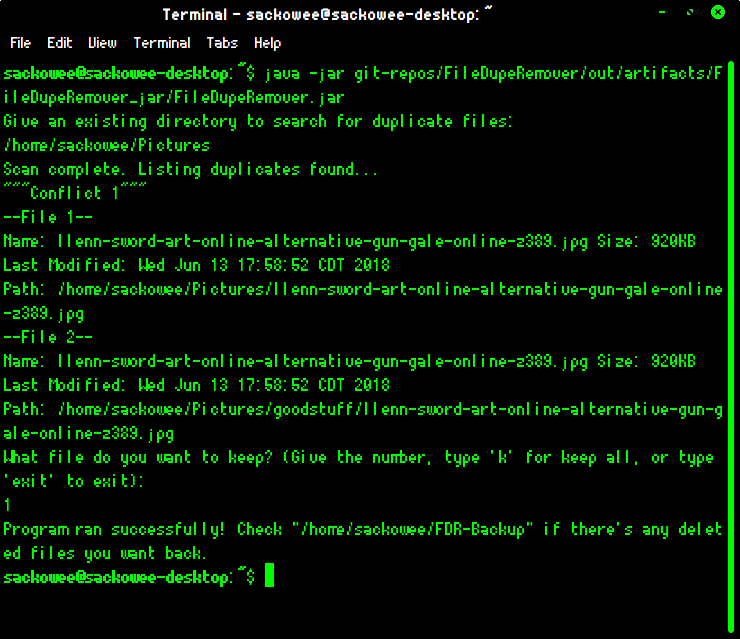 Terminal - sackowee@sackowee-desktop: ~
File Edit View Terminal Tabs Help
sackowee@sackowee-desktop:~$ java -jar git-repos/FileDupeRemover/out/artifacts/F
ileDupeRemover_jar/FileDupeRemover.jar
Give an existing directory to search for duplicate files:
/home/sackowee/Pictures
Scan complete. Listing duplicates found...
~~~Conflict 1~~~
--File 1--
Name: llenn-sword-art-online-alternative-gun-gale-online-z389.jpg Size: 920KB
Last Modified: Wed Jun 13 17:58:52 CDT 2018
Path: /home/sackowee/Pictures/llenn-sword-art-online-alternative-gun-gale-online
-z389.jpg
--File 2--
Name: llenn-sword-art-online-alternative-gun-gale-online-z389.jpg Size: 920KB
Last Modified: Wed Jun 13 17:58:52 CDT 2018
Path: /home/sackowee/Pictures/goodstuff/llenn-sword-art-online-alternative-gun-g
ale-online-z389.jpg
What file do you want to keep? (Give the number, type 'k' for keep all, or type
'exit' to exit):
1
Program ran successfully! Check "/home/sackowee/FDR-Backup" if there's any delet
ed files you want back.
sackowee@sackowee-desktop:~$